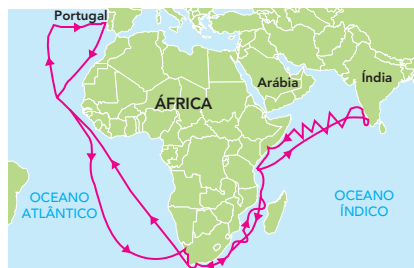 Portugal
Arábia
Índia
ÁFRICA
OCEANO
ATLÂNTICO
OCEANO
ÍNDICO